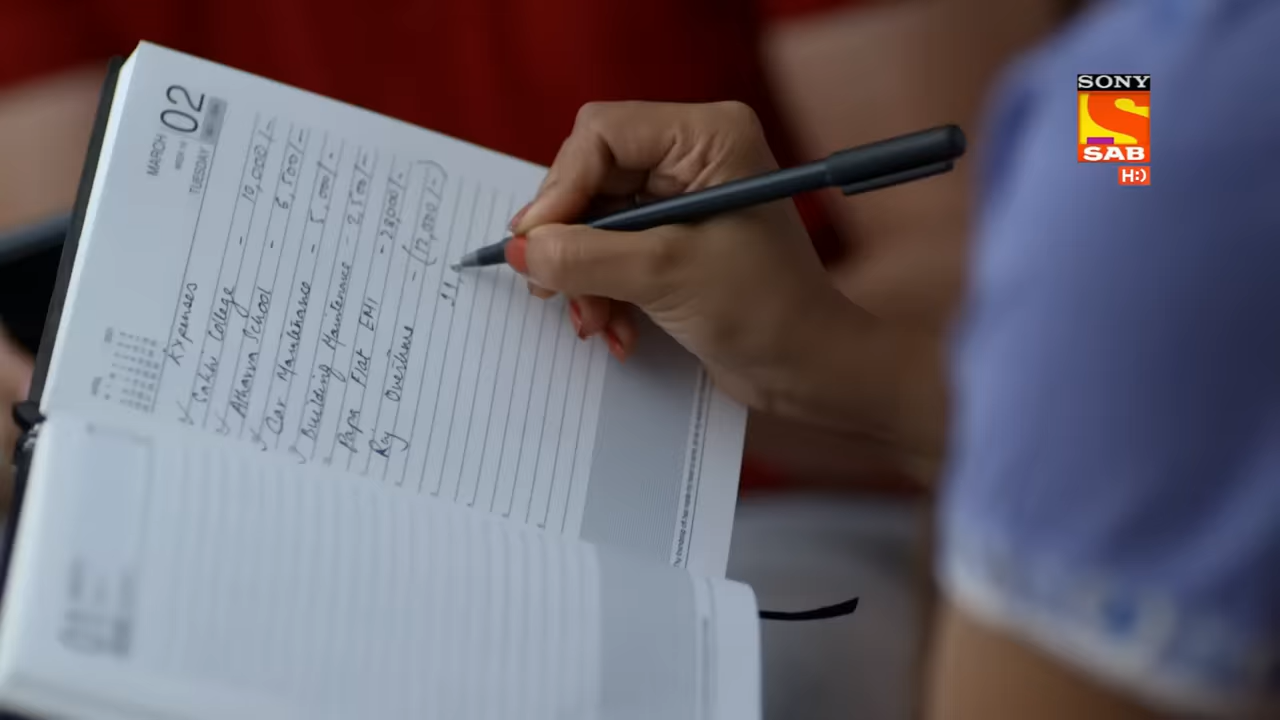 MARCH
02
TUESDAY
Expenses
Sakhi College - 10,000/-
Atharva School - 6,500/-
Car Maintenance - 5,000/-
Building Maintenance - 2,500/-
Papa Flat EMI - 28,000/-
Raj Overtime - (12,000/-)
SONY
SAB
HD